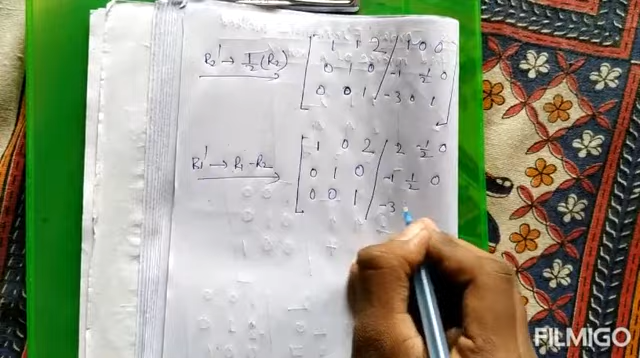 R₂' → 1/2 (R₂) [ 1 1 2 / 1 0 0
0 1 0 / -1 1/2 0
0 0 1 / -3 0 1 ]
R₁' → R₁ - R₂ [ 1 0 2 / 2 -1/2 0
0 1 0 / -1 1/2 0
0 0 1 / -3
FILMIGO